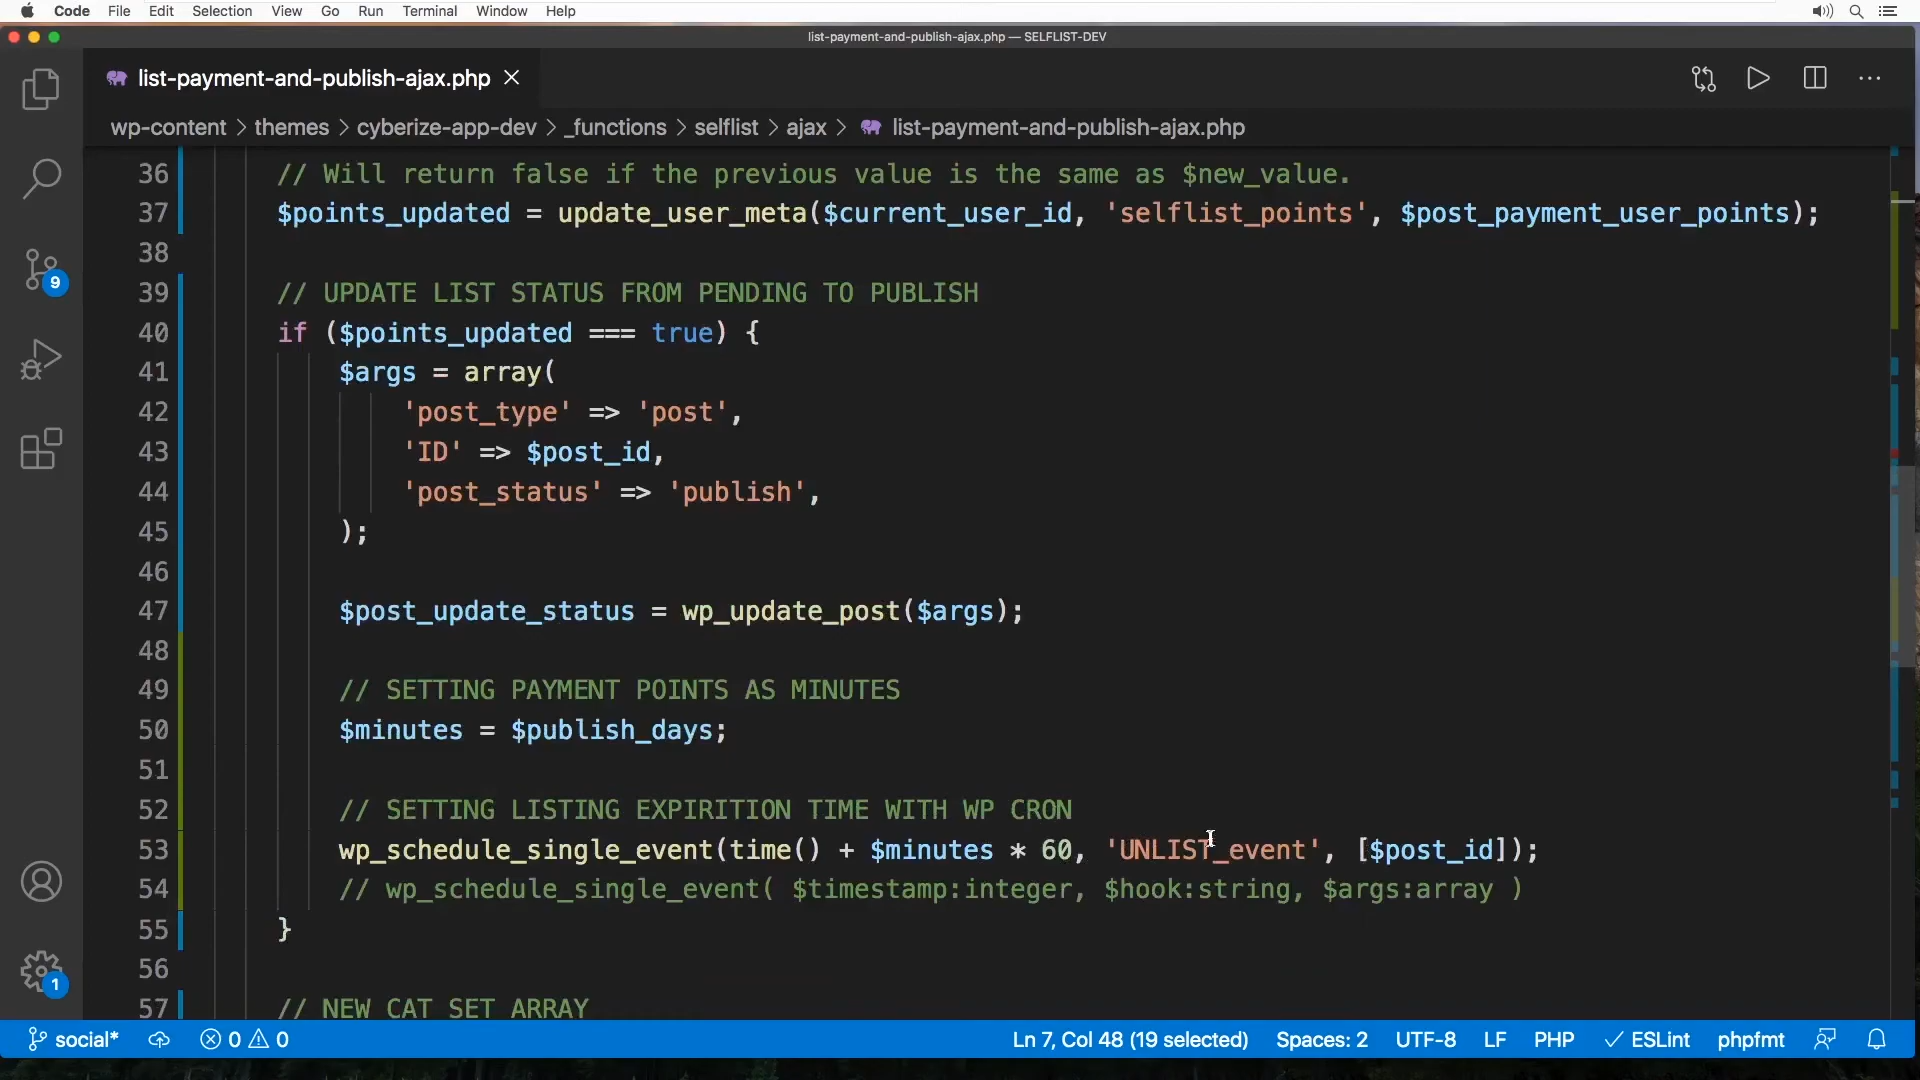 Code File Edit Selection View Go Run Terminal Window Help
list-payment-and-publish-ajax.php — SELFLIST-DEV
list-payment-and-publish-ajax.php
wp-content > themes > cyberize-app-dev > _functions > selflist > ajax > list-payment-and-publish-ajax.php
36 // Will return false if the previous value is the same as $new_value.
37 $points_updated = update_user_meta($current_user_id, 'selflist_points', $post_payment_user_points);
38
39 // UPDATE LIST STATUS FROM PENDING TO PUBLISH
40 if ($points_updated === true) {
41 $args = array(
42 'post_type' => 'post',
43 'ID' => $post_id,
44 'post_status' => 'publish',
45 );
46
47 $post_update_status = wp_update_post($args);
48
49 // SETTING PAYMENT POINTS AS MINUTES
50 $minutes = $publish_days;
51
52 // SETTING LISTING EXPIRITION TIME WITH WP CRON
53 wp_schedule_single_event(time() + $minutes * 60, 'UNLIST_event', [$post_id]);
54 // wp_schedule_single_event( $timestamp:integer, $hook:string, $args:array )
55 }
56
57 // NEW CAT SET ARRAY
9
1
social* 0 0 Ln 7, Col 48 (19 selected) Spaces: 2 UTF-8 LF PHP ESLint phpfmt